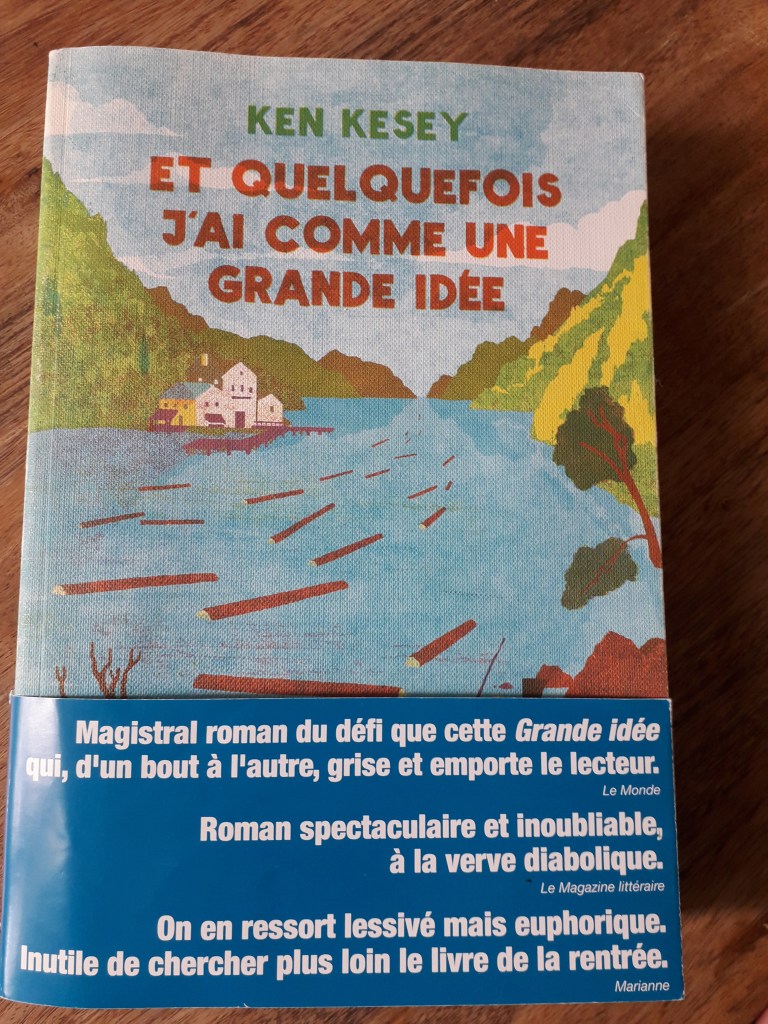 KEN KESEY
ET QUELQUEFOIS
J'AI COMME UNE
GRANDE IDÉE
Magistral roman du défi que cette Grande idée
qui, d'un bout à l'autre, grise et emporte le lecteur.
Le Monde
Roman spectaculaire et inoubliable,
à la verve diabolique.
Le Magazine littéraire
On en ressort lessivé mais euphorique.
Inutile de chercher plus loin le livre de la rentrée.
Marianne